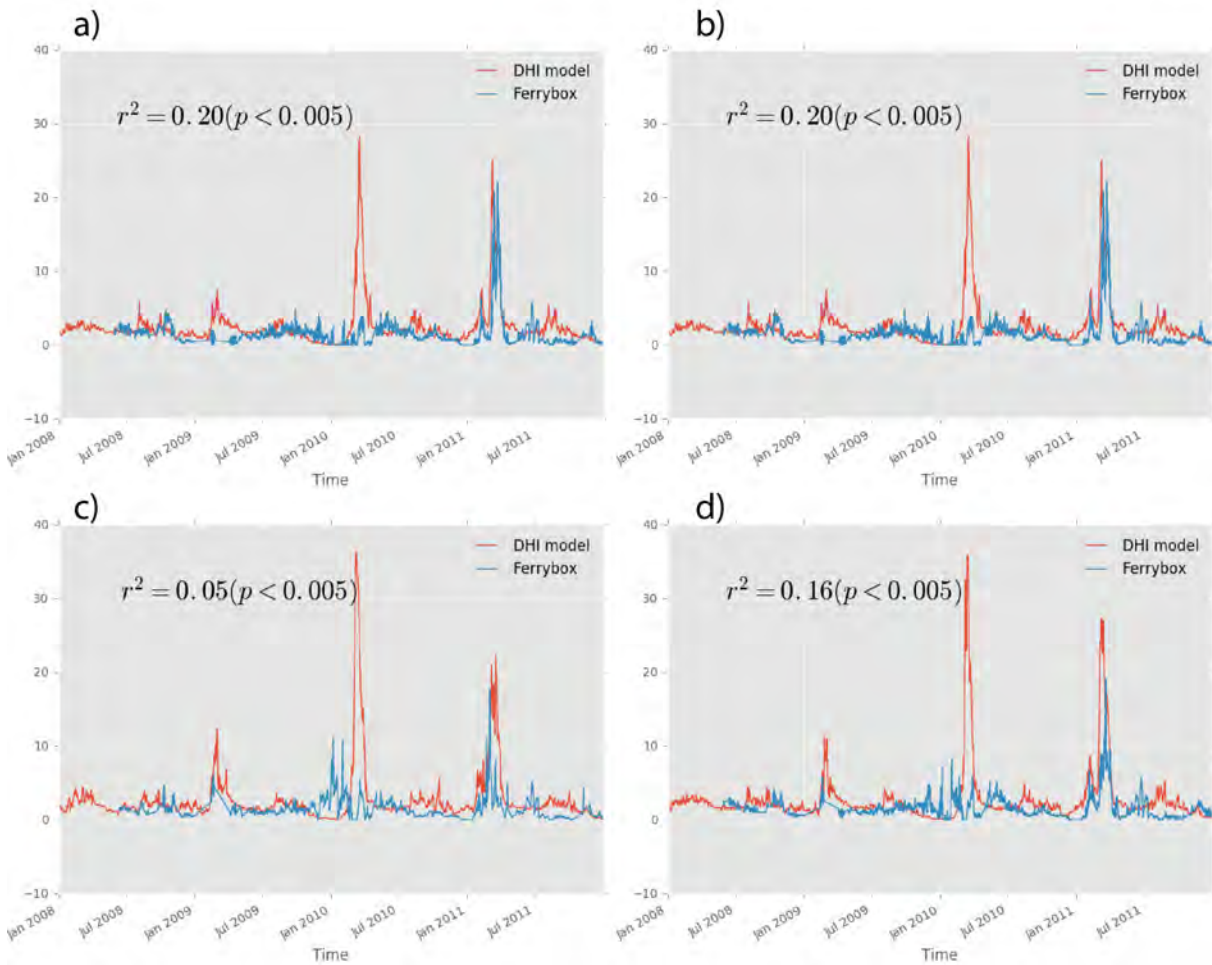 a)
40
30
20
10
0
−10
DHI model
Ferrybox
r² = 0.20(p < 0.005)
Jan 2008
Jul 2008
Jan 2009
Jul 2009
Jan 2010
Jul 2010
Jan 2011
Jul 2011
Time
b)
40
30
20
10
0
−10
DHI model
Ferrybox
r² = 0.20(p < 0.005)
Jan 2008
Jul 2008
Jan 2009
Jul 2009
Jan 2010
Jul 2010
Jan 2011
Jul 2011
Time
c)
40
30
20
10
0
−10
DHI model
Ferrybox
r² = 0.05(p < 0.005)
Jan 2008
Jul 2008
Jan 2009
Jul 2009
Jan 2010
Jul 2010
Jan 2011
Jul 2011
Time
d)
40
30
20
10
0
−10
DHI model
Ferrybox
r² = 0.16(p < 0.005)
Jan 2008
Jul 2008
Jan 2009
Jul 2009
Jan 2010
Jul 2010
Jan 2011
Jul 2011
Time